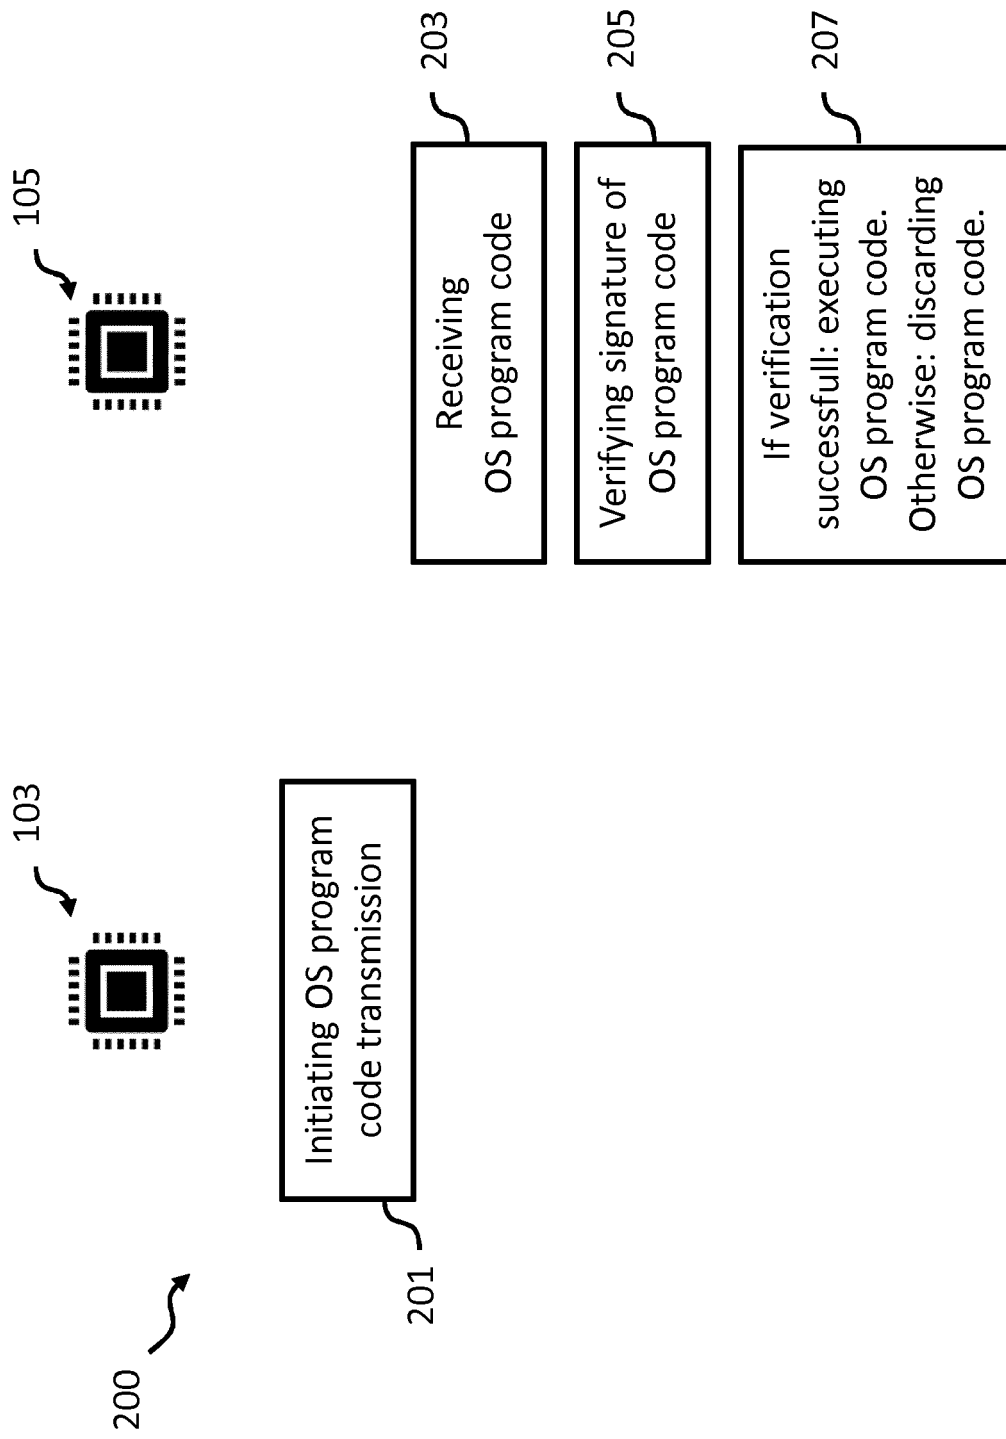 200
103
105
Initiating OS program
code transmission
201
Receiving
OS program code
203
Verifying signature of
OS program code
205
If verification
successfull: executing
OS program code.
Otherwise: discarding
OS program code.
207